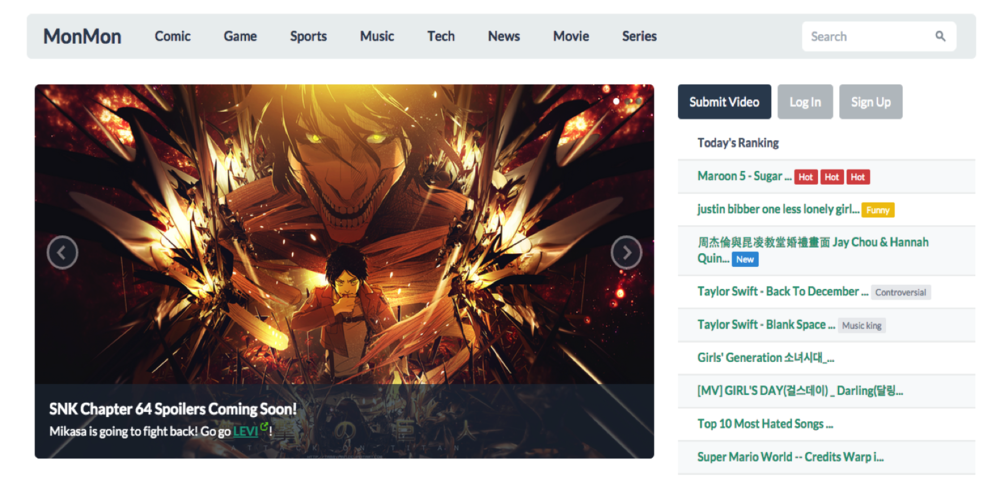 MonMon Comic Game Sports Music Tech News Movie Series Search
Submit Video Log In Sign Up
Today's Ranking
Maroon 5 - Sugar ... Hot Hot Hot
justin bibber one less lonely girl... Funny
周杰倫與昆凌教堂婚禮畫面 Jay Chou & Hannah
Quin... New
Taylor Swift - Back To December ... Controversial
Taylor Swift - Blank Space ... Music king
Girls' Generation 소녀시대_...
[MV] GIRL'S DAY(걸스데이) _ Darling(달링...
Top 10 Most Hated Songs ...
Super Mario World -- Credits Warp i...
SNK Chapter 64 Spoilers Coming Soon!
Mikasa is going to fight back! Go go LEVI !